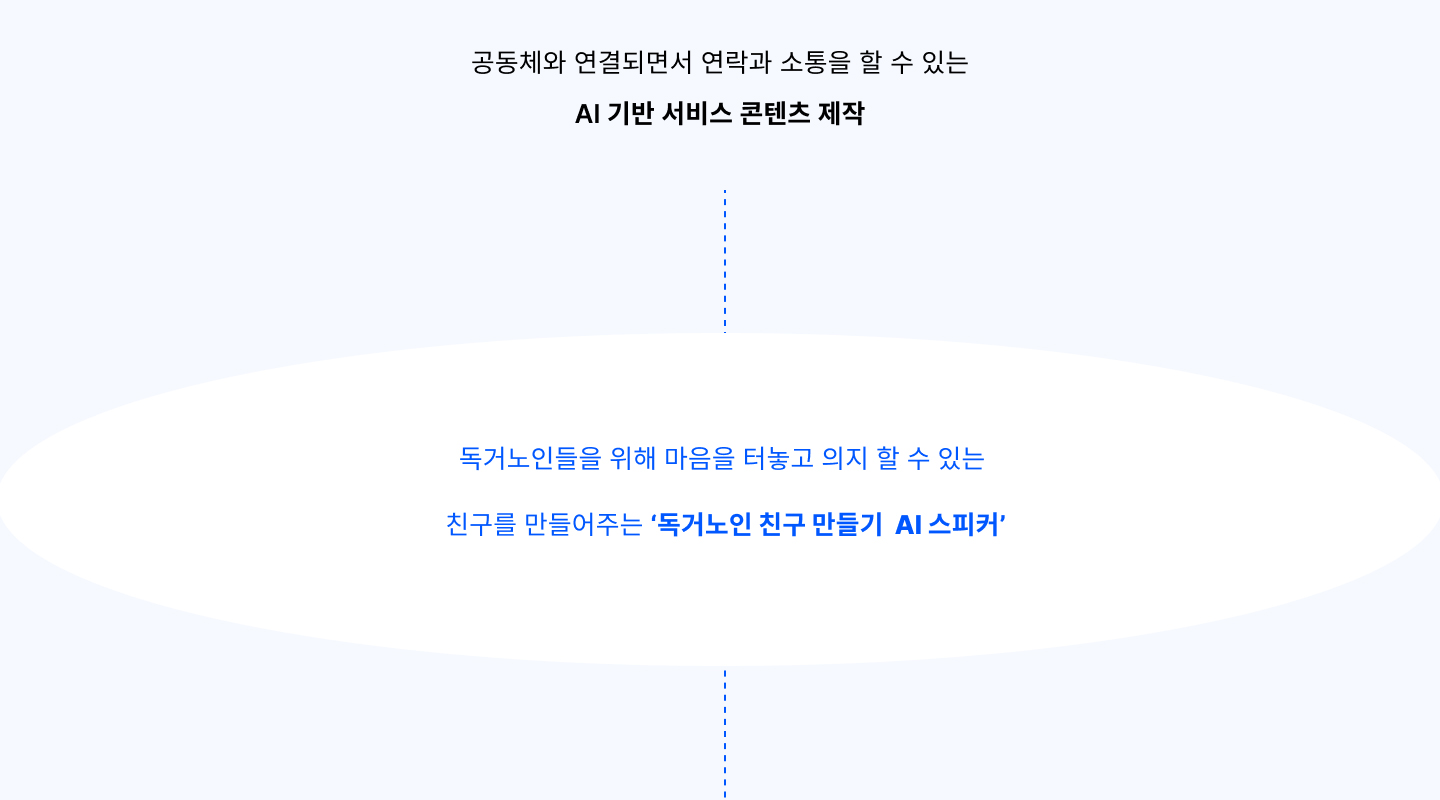 공동체와 연결되면서 연락과 소통을 할 수 있는
AI 기반 서비스 콘텐츠 제작
독거노인들을 위해 마음을 터놓고 의지 할 수 있는
친구를 만들어주는 ‘독거노인 친구 만들기  AI 스피커’